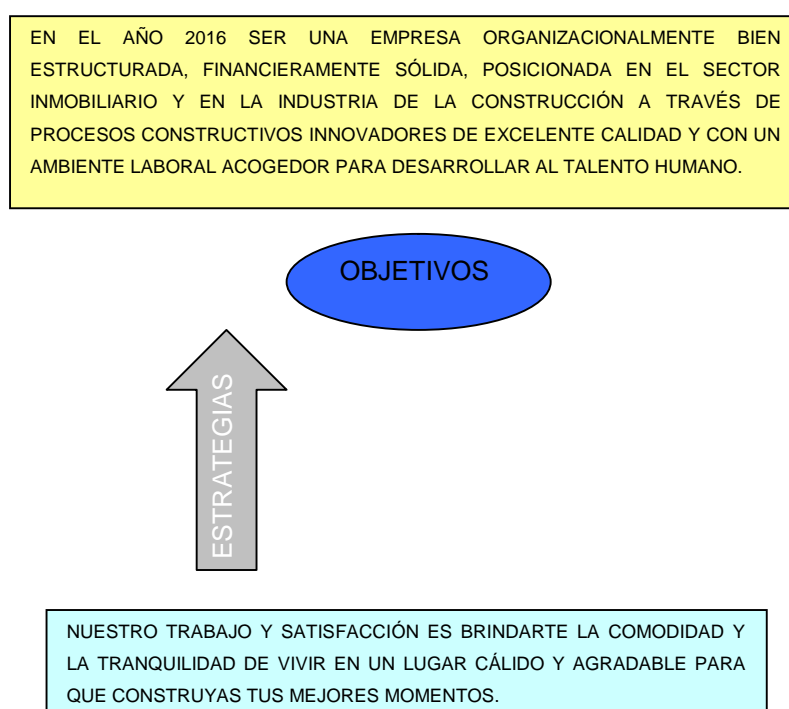 EN EL AÑO 2016 SER UNA EMPRESA ORGANIZACIONALMENTE BIEN
ESTRUCTURADA, FINANCIERAMENTE SÓLIDA, POSICIONADA EN EL SECTOR
INMOBILIARIO Y EN LA INDUSTRIA DE LA CONSTRUCCIÓN A TRAVÉS DE
PROCESOS CONSTRUCTIVOS INNOVADORES DE EXCELENTE CALIDAD Y CON UN
AMBIENTE LABORAL ACOGEDOR PARA DESARROLLAR AL TALENTO HUMANO.
OBJETIVOS
ESTRATEGIAS
NUESTRO TRABAJO Y SATISFACCIÓN ES BRINDARTE LA COMODIDAD Y
LA TRANQUILIDAD DE VIVIR EN UN LUGAR CÁLIDO Y AGRADABLE PARA
QUE CONSTRUYAS TUS MEJORES MOMENTOS.